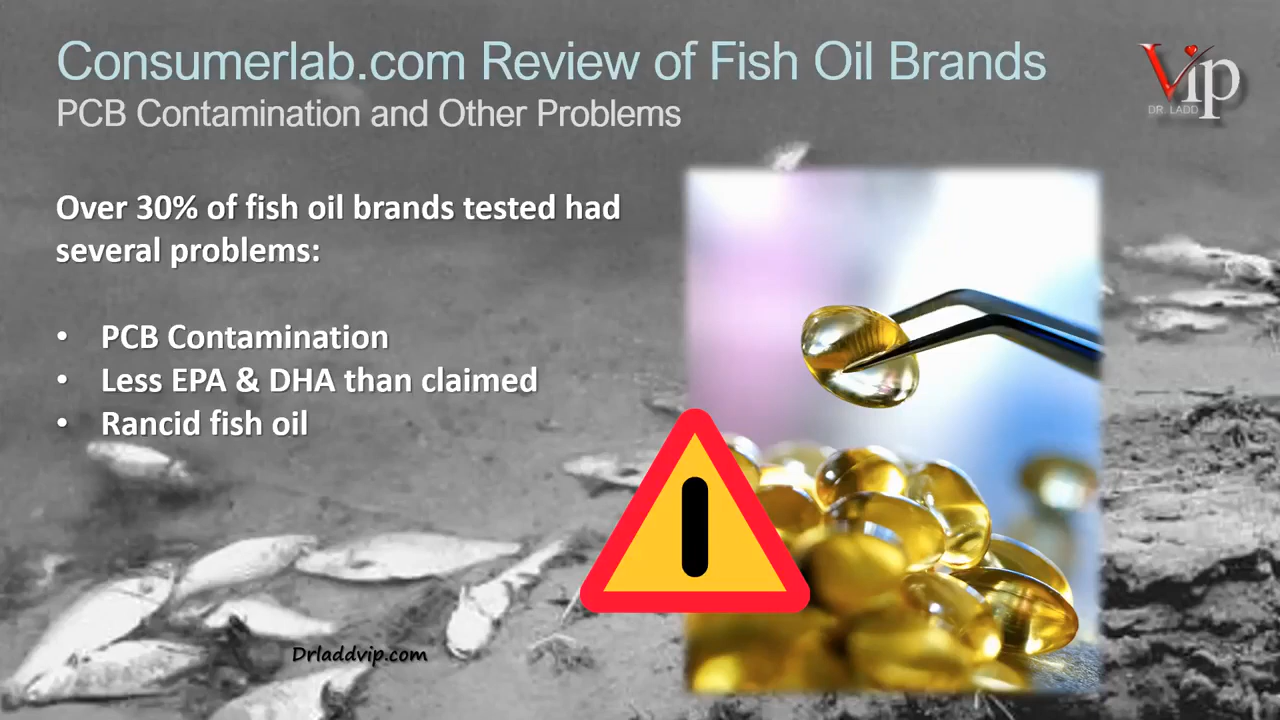 Consumerlab.com Review of Fish Oil Brands
PCB Contamination and Other Problems
Vip
DR. LADD
Over 30% of fish oil brands tested had
several problems:
• PCB Contamination
• Less EPA & DHA than claimed
• Rancid fish oil
Drladdvip.com